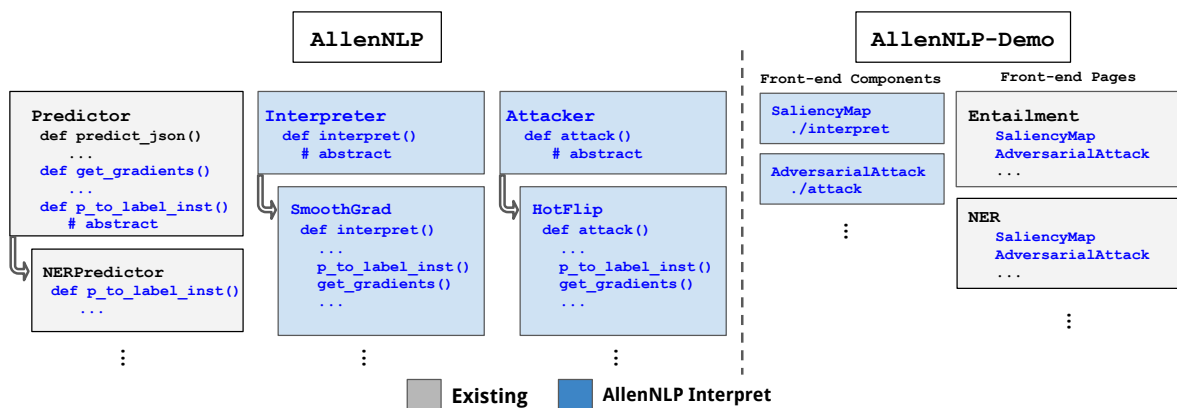 AllenNLP
Predictor
def predict_json()
...
def get_gradients()
...
def p_to_label_inst()
# abstract
NERPredictor
def p_to_label_inst()
...
Interpreter
def interpret()
# abstract
SmoothGrad
def interpret()
...
p_to_label_inst()
get_gradients()
...
Attacker
def attack()
# abstract
HotFlip
def attack()
...
p_to_label_inst()
get_gradients()
...
AllenNLP-Demo
Front-end Components
SaliencyMap
./interpret
AdversarialAttack
./attack
Front-end Pages
Entailment
SaliencyMap
AdversarialAttack
...
NER
SaliencyMap
AdversarialAttack
...
Existing
AllenNLP Interpret